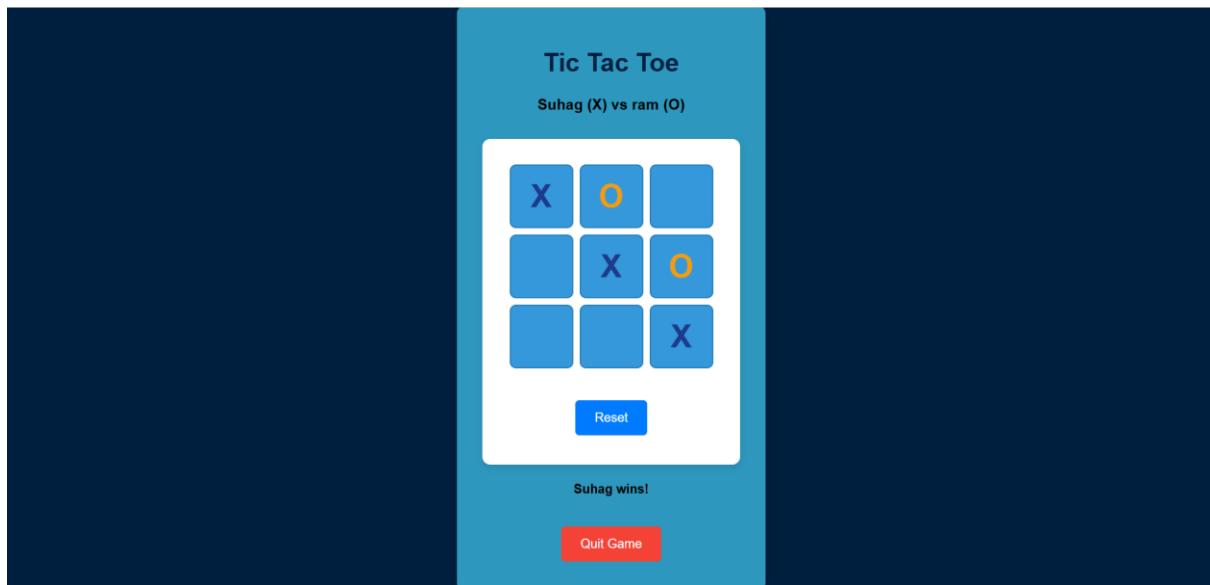 Tic Tac Toe
Suhag (X) vs ram (O)
X O
X O
X
Reset
Suhag wins!
Quit Game